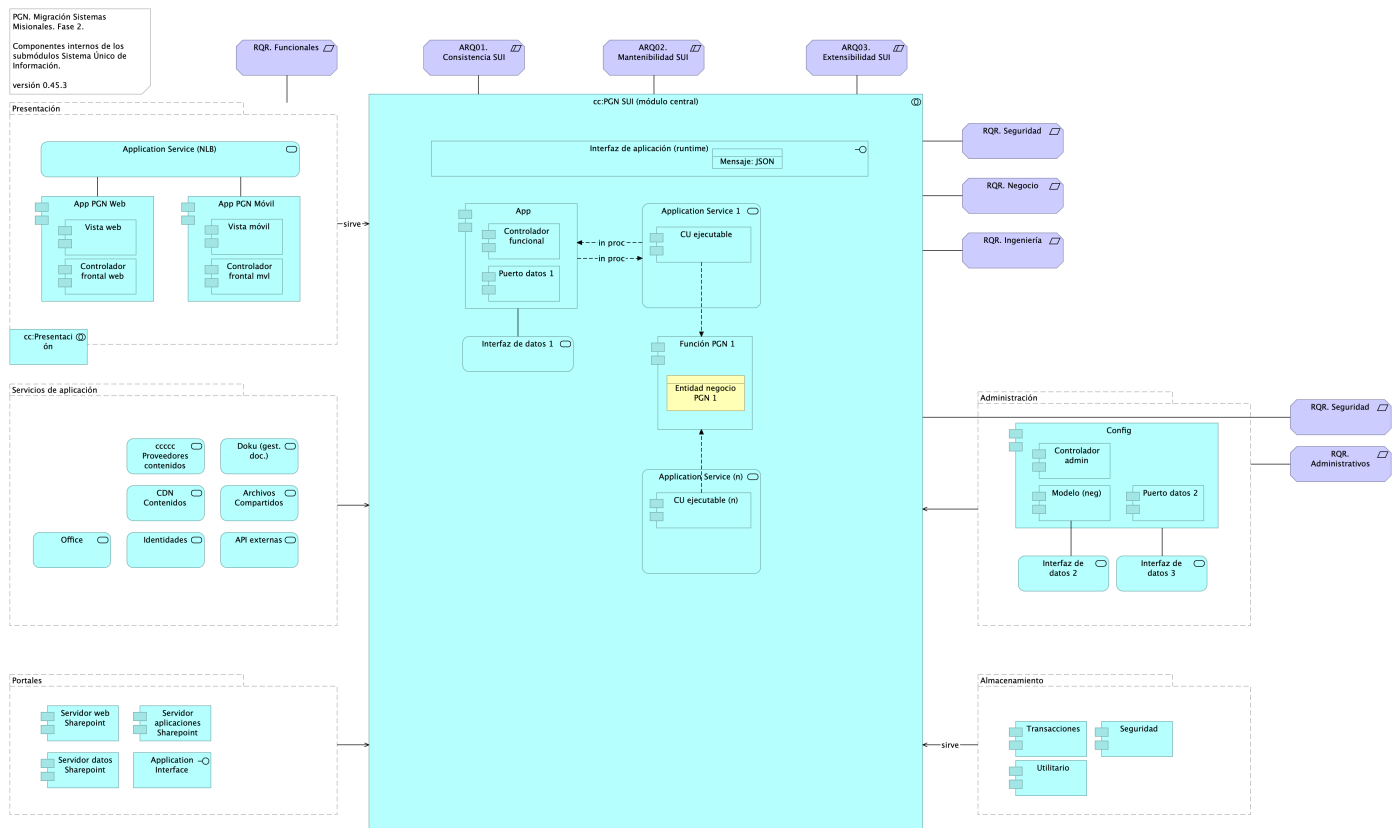 PGN. Migración Sistemas
Misionales. Fase 2.
Componentes internos de los
submódulos Sistema Único de
Información.
versión 0.45.3
RQR. Funcionales
ARQ01.
Consistencia SUI
ARQ02.
Mantenibilidad SUI
ARQ03.
Extensibilidad SUI
Presentación
Application Service (NLB)
App PGN Web
Vista web
Controlador
frontal web
App PGN Móvil
Vista móvil
Controlador
frontal mvl
cc:Presentaci
ón
sirve
cc:PGN SUI (módulo central)
Interfaz de aplicación (runtime)
Mensaje: JSON
App
Controlador
funcional
Puerto datos 1
Interfaz de datos 1
in proc
in proc
Application Service 1
CU ejecutable
Función PGN 1
Entidad negocio
PGN 1
Application Service (n)
CU ejecutable (n)
RQR. Seguridad
RQR. Negocio
RQR. Ingeniería
Servicios de aplicación
ccccc
Proveedores
contenidos
Doku (gest.
doc.)
CDN
Contenidos
Archivos
Compartidos
Office
Identidades
API externas
Administración
Config
Controlador
admin
Modelo (neg)
Puerto datos 2
Interfaz de
datos 2
Interfaz de
datos 3
RQR. Seguridad
RQR.
Administrativos
Portales
Servidor web
Sharepoint
Servidor
aplicaciones
Sharepoint
Servidor datos
Sharepoint
Application
Interface
Almacenamiento
sirve
Transacciones
Seguridad
Utilitario